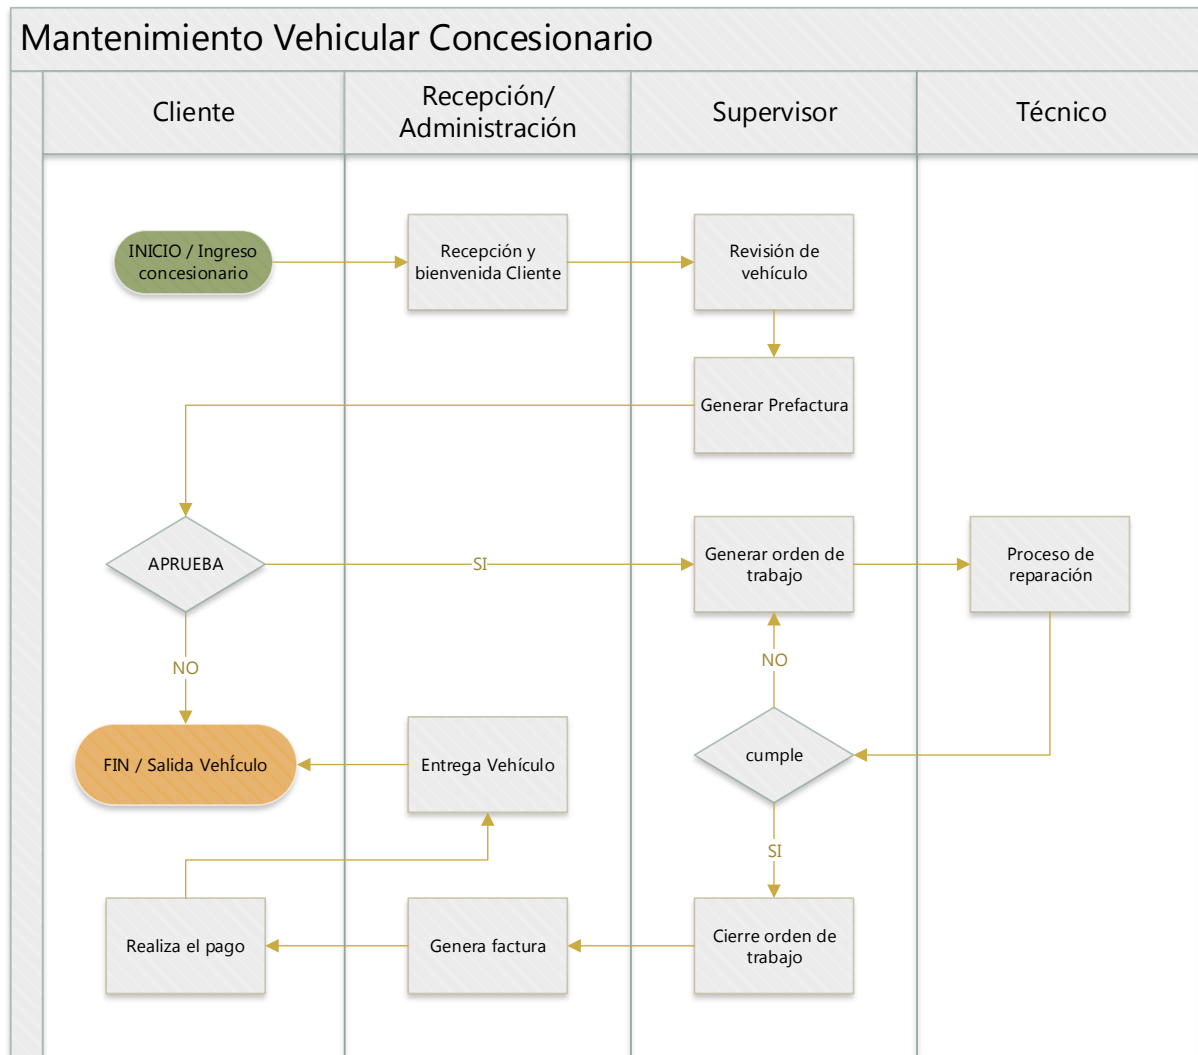 Mantenimiento Vehicular Concesionario
Cliente
Recepción/
Administración
Supervisor
Técnico
INICIO / Ingreso
concesionario
Recepción y
bienvenida Cliente
Revisión de
vehículo
Generar Prefactura
APRUEBA
SI
Generar orden de
trabajo
Proceso de
reparación
NO
NO
FIN / Salida VehÍculo
Entrega Vehículo
cumple
SI
Realiza el pago
Genera factura
Cierre orden de
trabajo